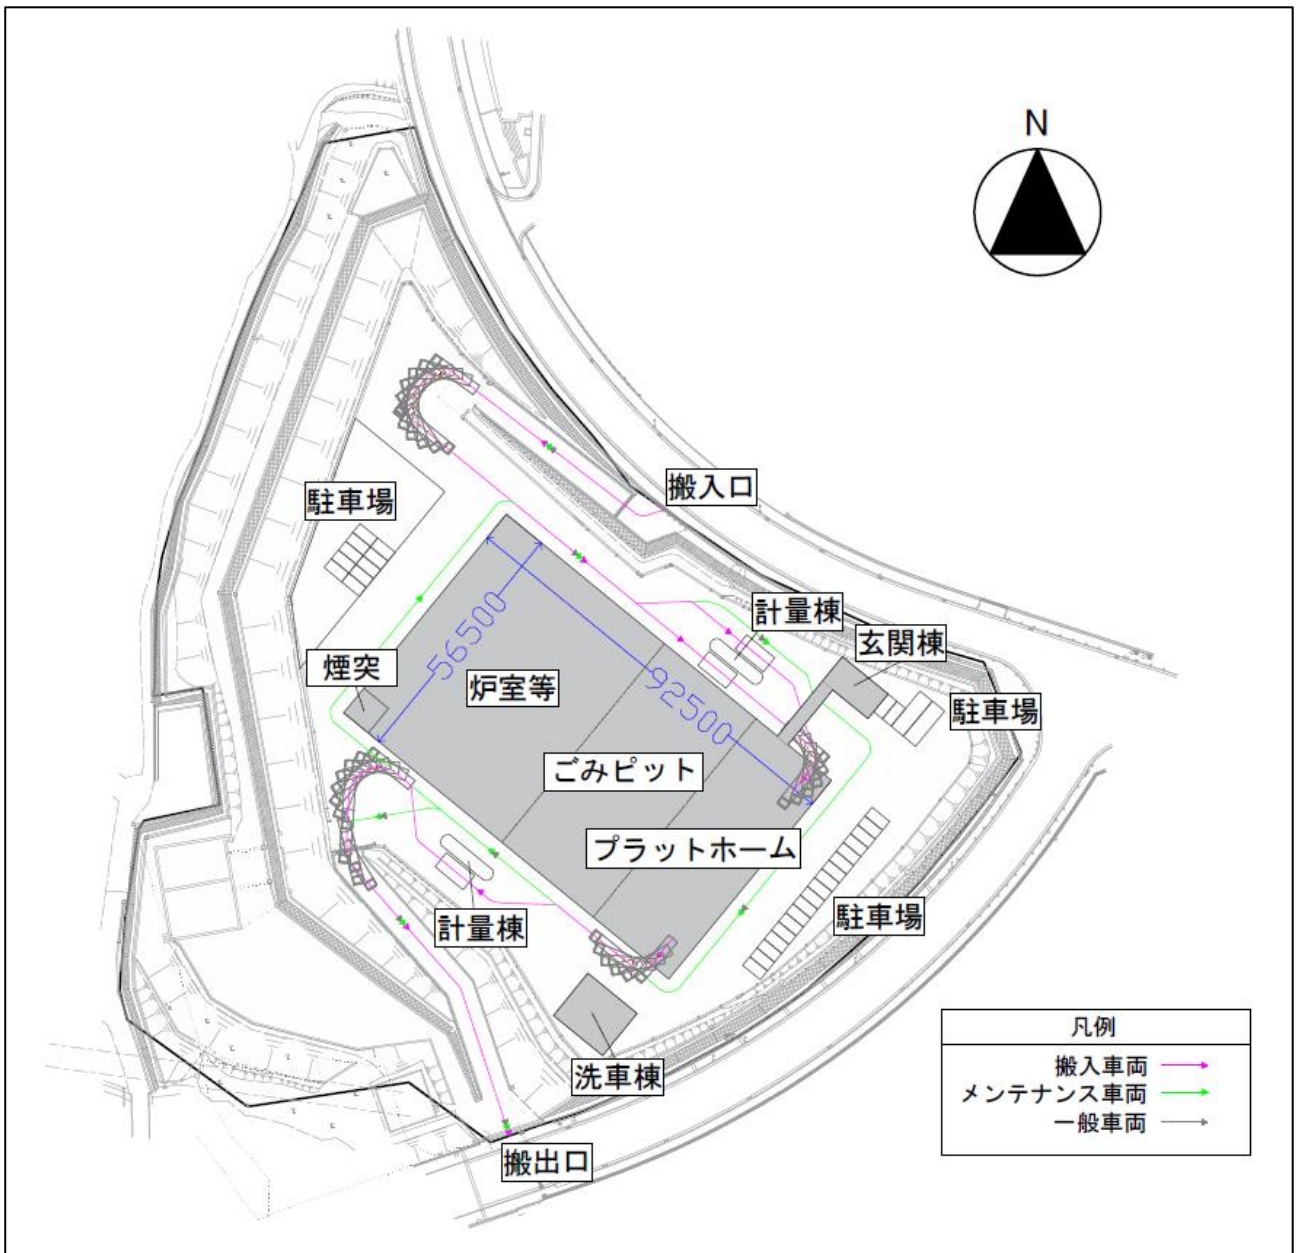 N
搬入口
駐車場
計量棟
玄関棟
56500
煙突
炉室等
92500
駐車場
ごみピット
プラットホーム
駐車場
計量棟
洗車棟
搬出口
凡例
搬入車両
メンテナンス車両
一般車両